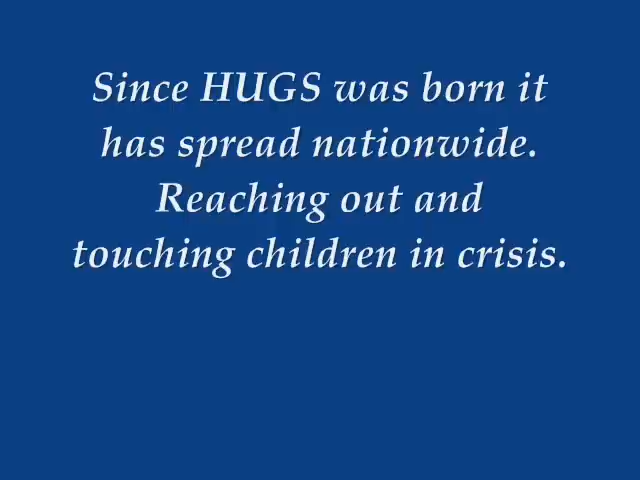 Since HUGS was born it
has spread nationwide.
Reaching out and
touching children in crisis.